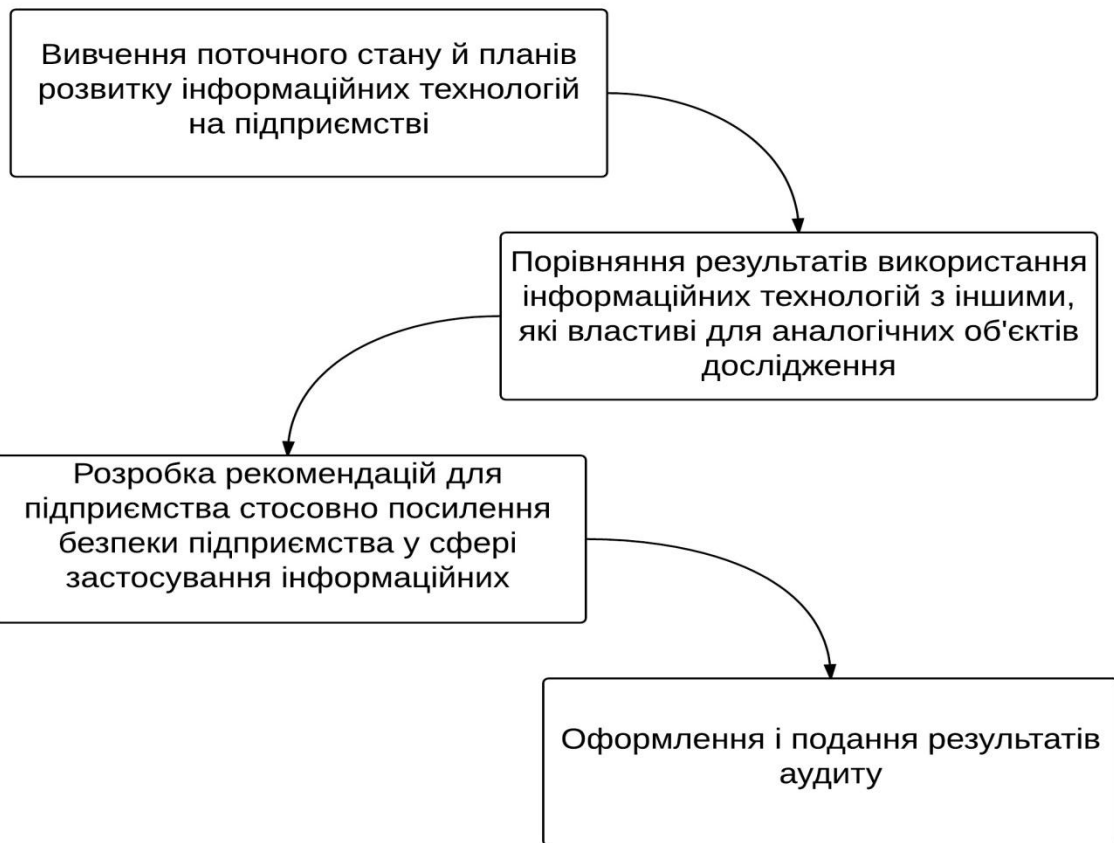 Вивчення поточного стану й планів
розвитку інформаційних технологій
на підприємстві
Порівняння результатів використання
інформаційних технологій з іншими,
які властиві для аналогічних об'єктів
дослідження
Розробка рекомендацій для
підприємства стосовно посилення
безпеки підприємства у сфері
застосування інформаційних
Оформлення і подання результатів
аудиту